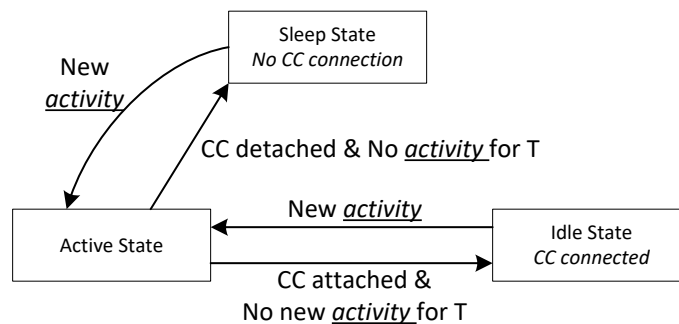 Sleep State
No CC connection
New
activity
CC detached & No activity for T
New activity
Active State
Idle State
CC connected
CC attached &
No new activity for T